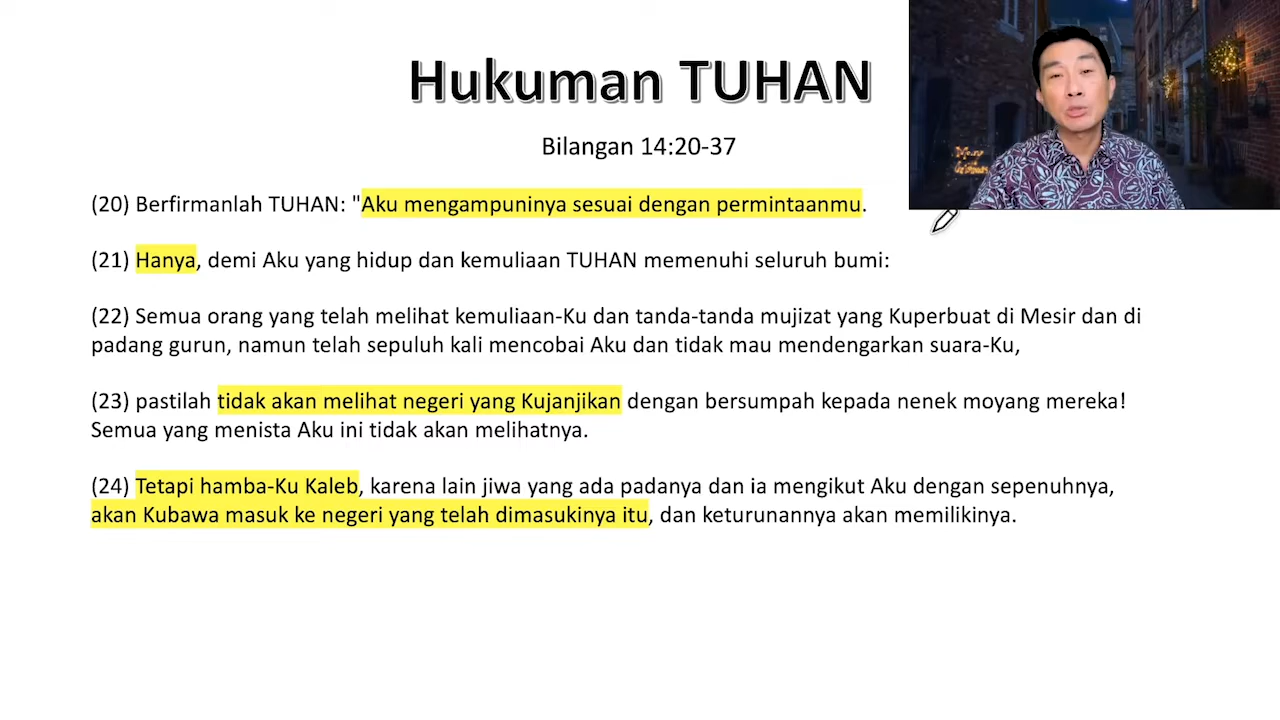 Hukuman TUHAN
Bilangan 14:20-37
(20) Berfirmanlah TUHAN: "Aku mengampuninya sesuai dengan permintaanmu.
(21) Hanya, demi Aku yang hidup dan kemuliaan TUHAN memenuhi seluruh bumi:
(22) Semua orang yang telah melihat kemuliaan-Ku dan tanda-tanda mujizat yang Kuperbuat di Mesir dan di
padang gurun, namun telah sepuluh kali mencobai Aku dan tidak mau mendengarkan suara-Ku,
(23) pastilah tidak akan melihat negeri yang Kujanjikan dengan bersumpah kepada nenek moyang mereka!
Semua yang menista Aku ini tidak akan melihatnya.
(24) Tetapi hamba-Ku Kaleb, karena lain jiwa yang ada padanya dan ia mengikut Aku dengan sepenuhnya,
akan Kubawa masuk ke negeri yang telah dimasukinya itu, dan keturunannya akan memilikinya.